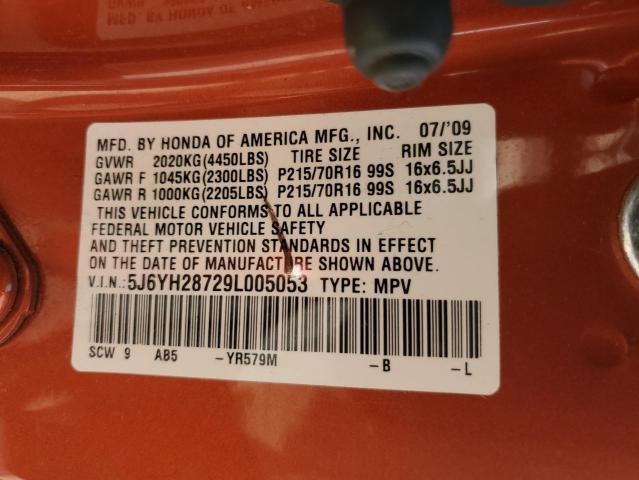 MFD. BY HONDA OF AMERICA MFG., INC. 07/'09
GVWR 2020KG(4450LBS) TIRE SIZE RIM SIZE
GAWR F 1045KG(2300LBS) P215/70R16 99S 16x6.5JJ
GAWR R 1000KG(2205LBS) P215/70R16 99S 16x6.5JJ
THIS VEHICLE CONFORMS TO ALL APPLICABLE
FEDERAL MOTOR VEHICLE SAFETY
AND THEFT PREVENTION STANDARDS IN EFFECT
ON THE DATE OF MANUFACTURE SHOWN ABOVE.
V.I.N.:5J6YH28729L005053 TYPE: MPV
SCW 9 AB5 -YR579M -B -L